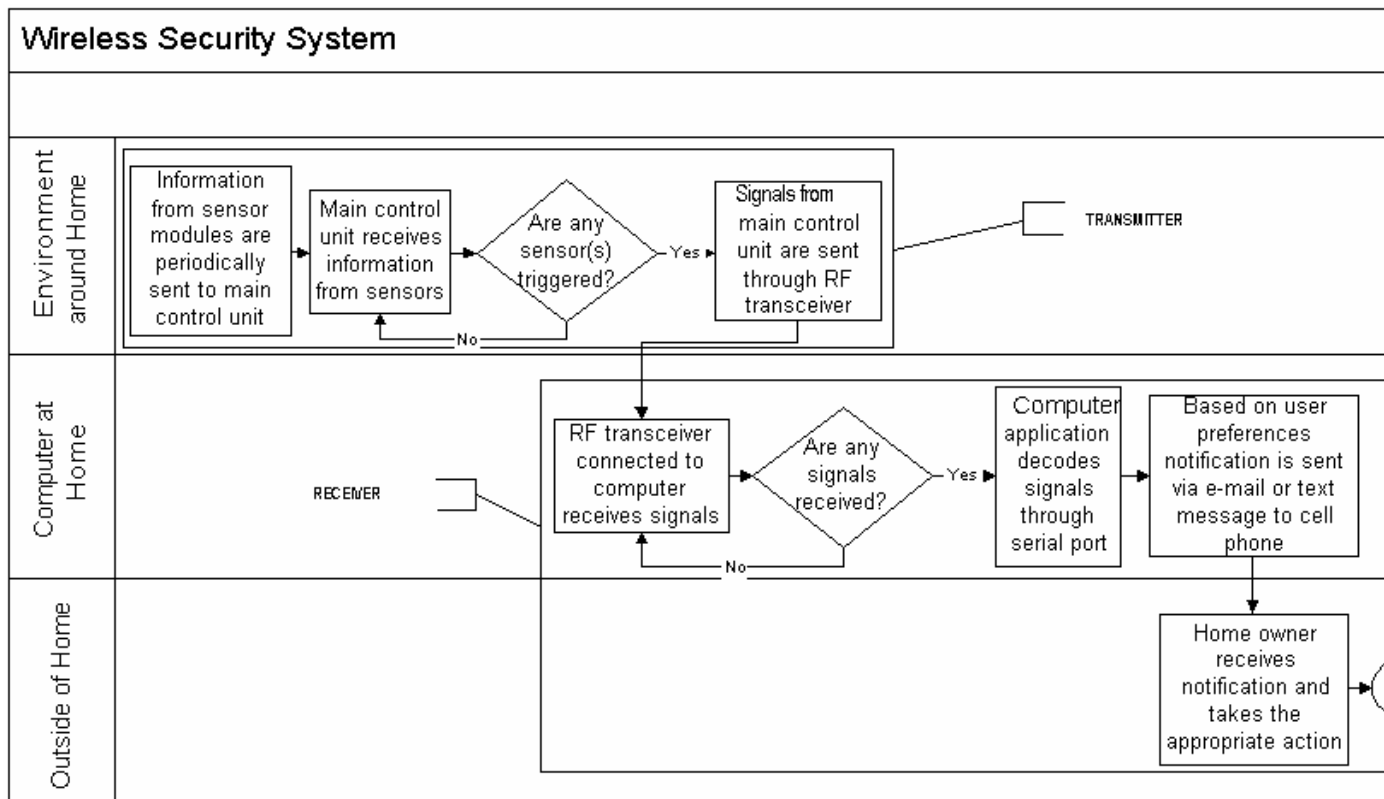 Wireless Security System
Environment
around Home
Information
from sensor
modules are
periodically
sent to main
control unit
Main control
unit receives
information
from sensors
Are any
sensor(s)
triggered?
No
Yes
Signals from
main control
unit are sent
through RF
transceiver
TRANSMITTER
Computer at
Home
RECEIVER
RF transceiver
connected to
computer
receives signals
Are any
signals
received?
No
Yes
Computer
application
decodes
signals
through
serial port
Based on user
preferences
notification is sent
via e-mail or text
message to cell
phone
Outside of Home
Home owner
receives
notification and
takes the
appropriate action